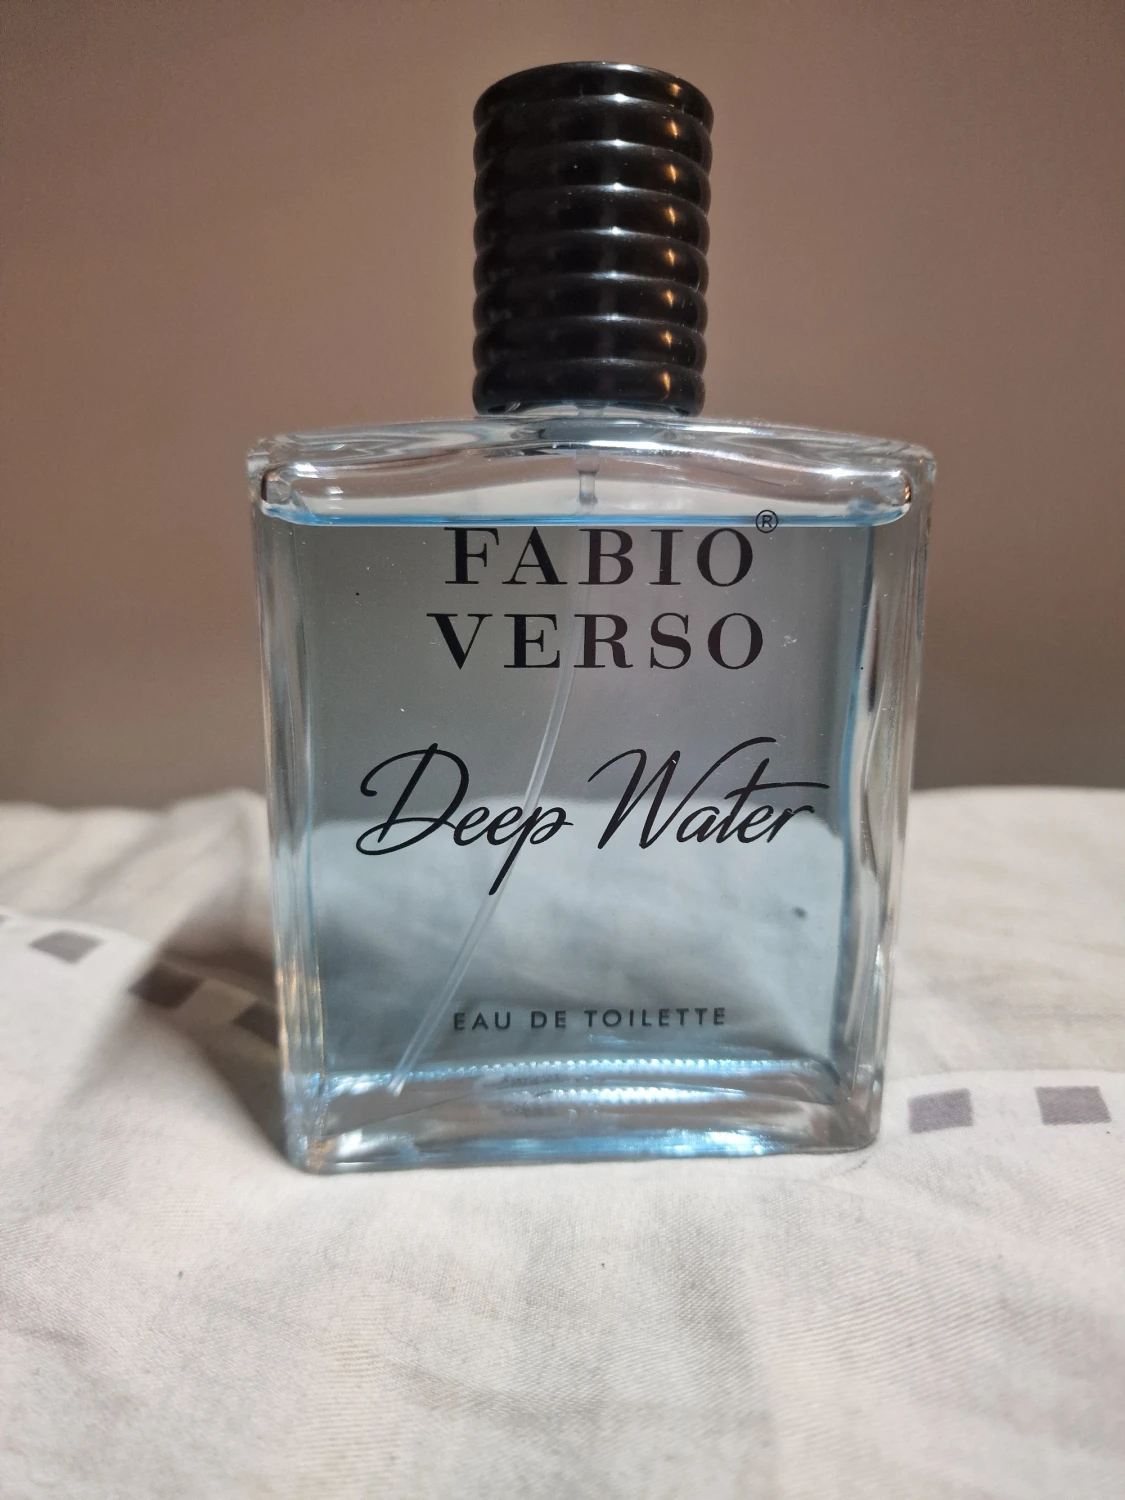 FABIO®
VERSO
Deep Water
EAU DE TOILETTE